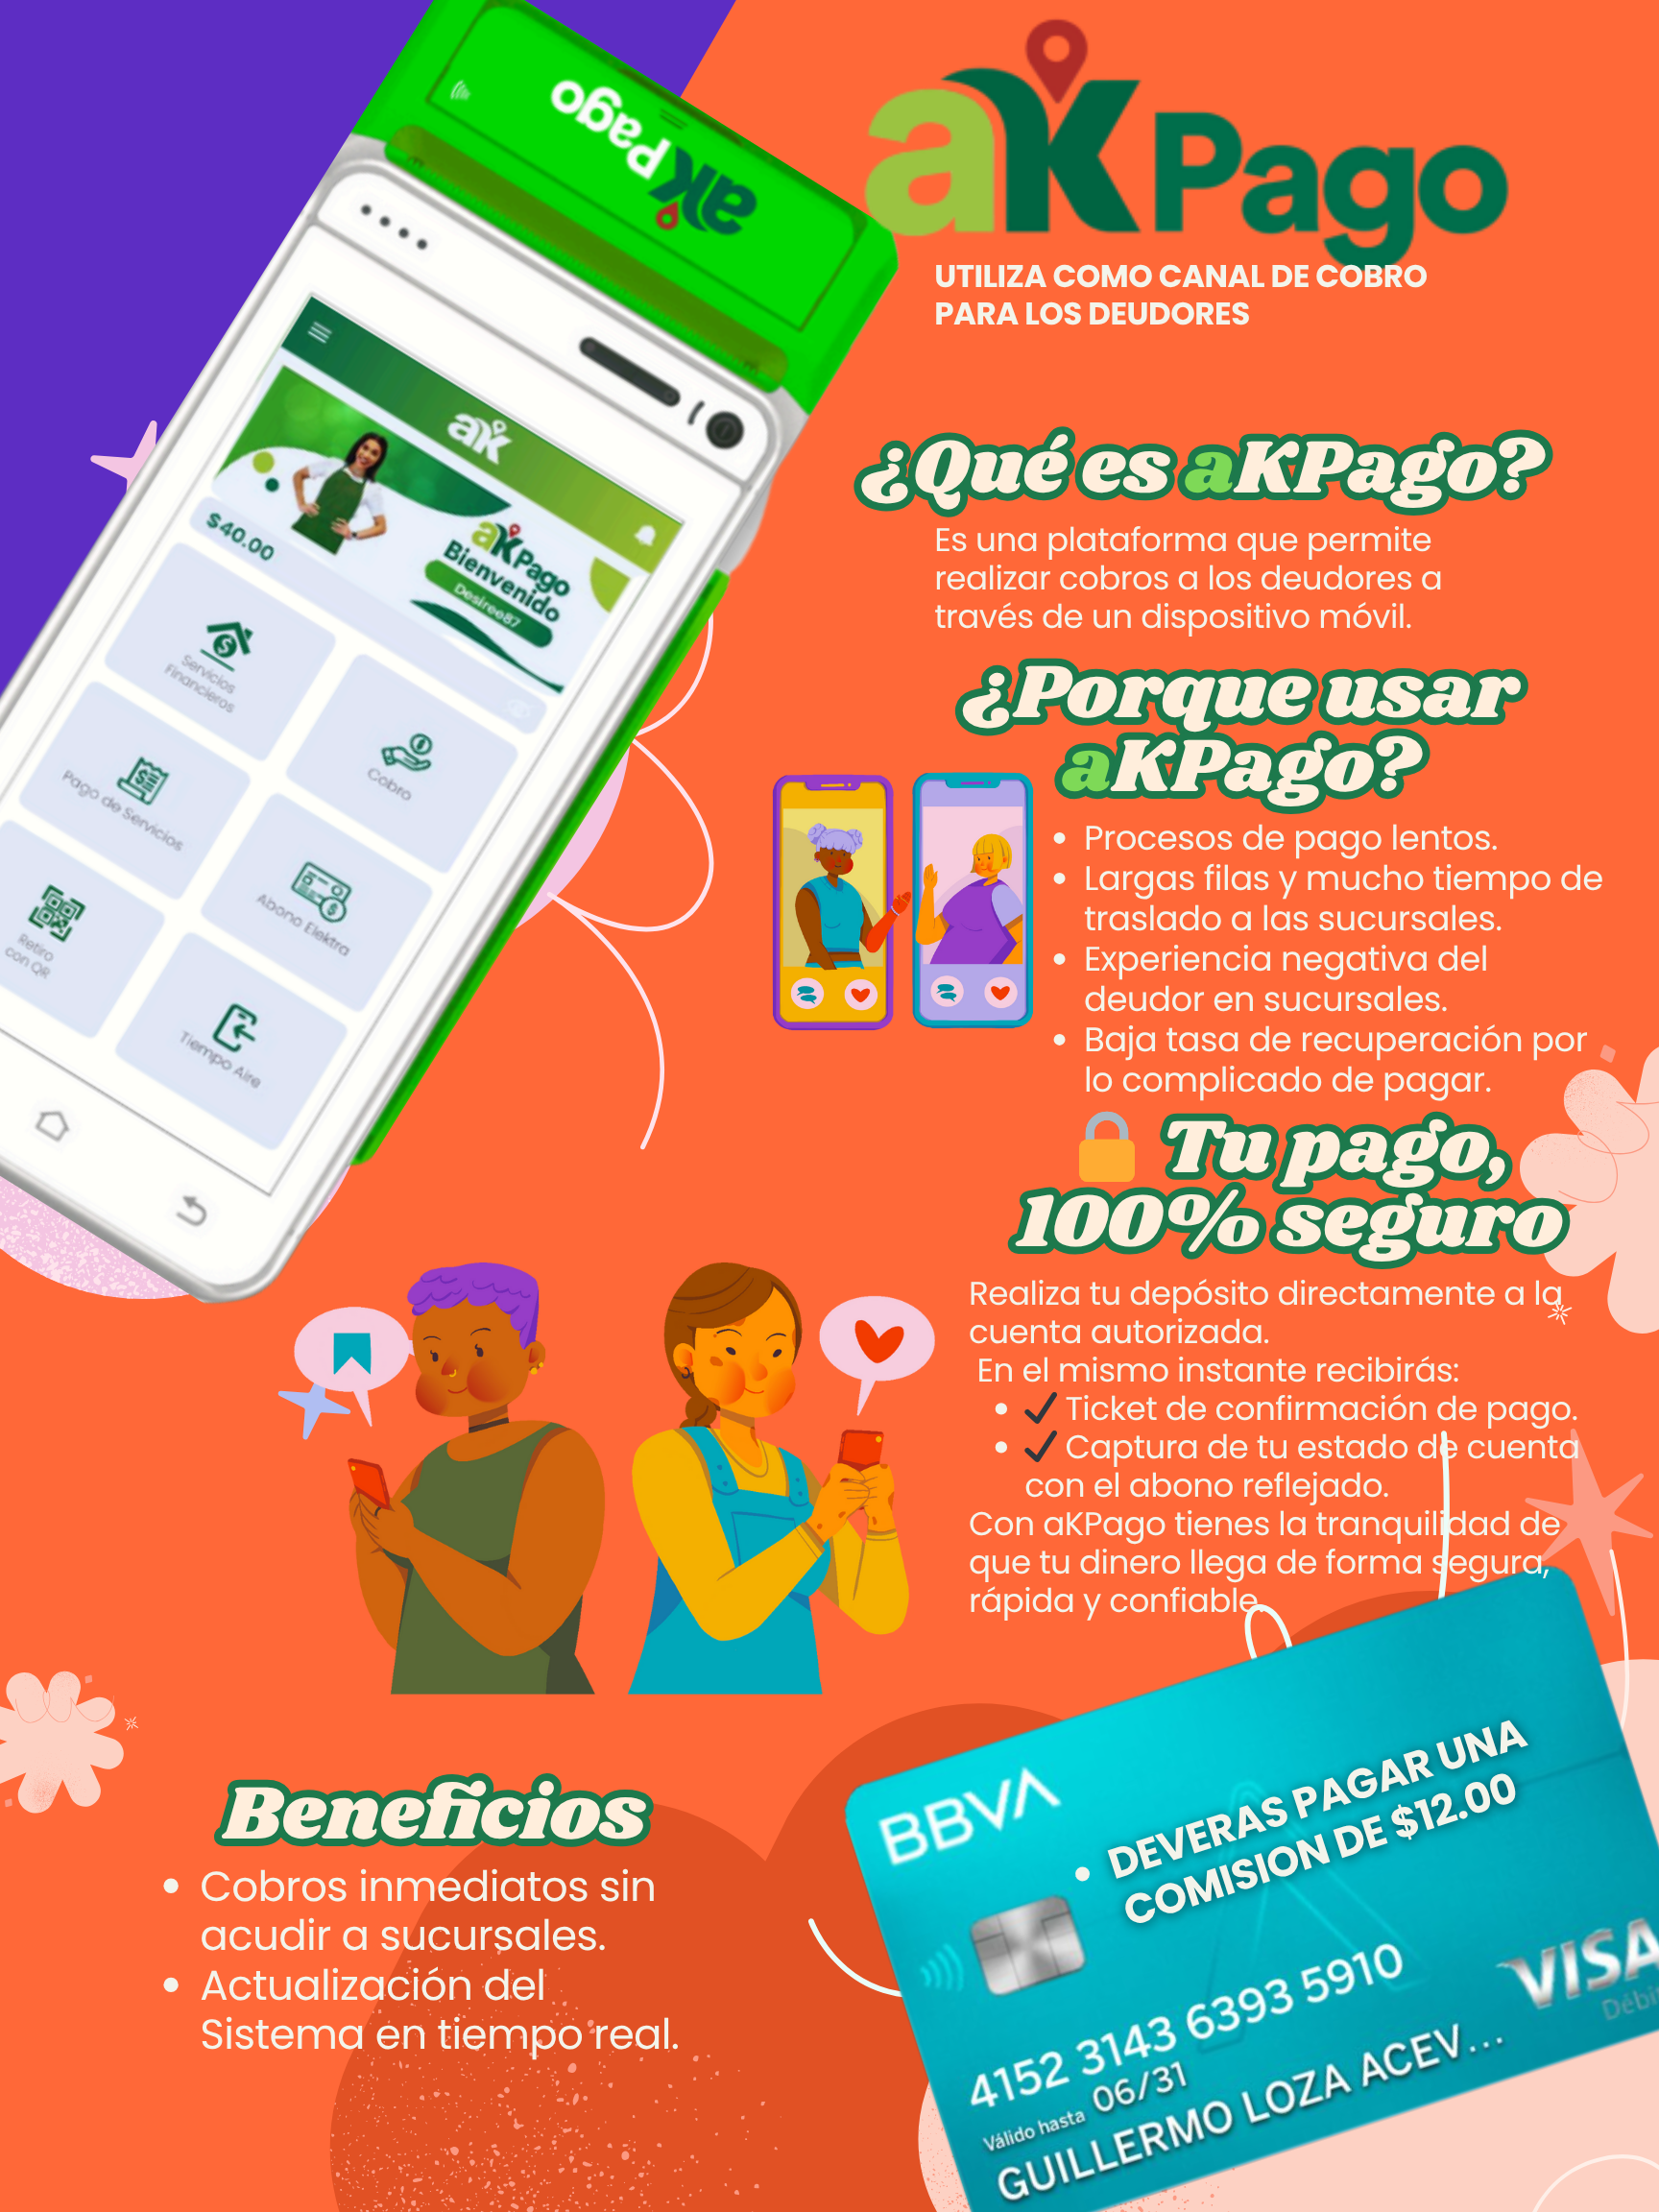 aK Pago
aK Pago
UTILIZA COMO CANAL DE COBRO
PARA LOS DEUDORES
ak
aK Pago
Bienvenido
Desiree87
$40.00
Servicios
Financieros
Cobro
Pago de Servicios
Abono Elektra
Retiro
con QR
Tiempo Aire
¿Qué es aKPago?
Es una plataforma que permite
realizar cobros a los deudores a
través de un dispositivo móvil.
¿Porque usar
aKPago?
• Procesos de pago lentos.
• Largas filas y mucho tiempo de
traslado a las sucursales.
• Experiencia negativa del
deudor en sucursales.
• Baja tasa de recuperación por
lo complicado de pagar.
🔒 Tu pago,
100% seguro
Realiza tu depósito directamente a la
cuenta autorizada.
En el mismo instante recibirás:
• ✔ Ticket de confirmación de pago.
• ✔ Captura de tu estado de cuenta
con el abono reflejado.
Con aKPago tienes la tranquilidad de
que tu dinero llega de forma segura,
rápida y confiable.
Beneficios
• Cobros inmediatos sin
acudir a sucursales.
• Actualización del
Sistema en tiempo real.
BBVA
• DEVERAS PAGAR UNA
COMISION DE $12.00
4152 3143 6393 5910
VISA
Débi
Válido hasta 06/31
GUILLERMO LOZA ACEV...